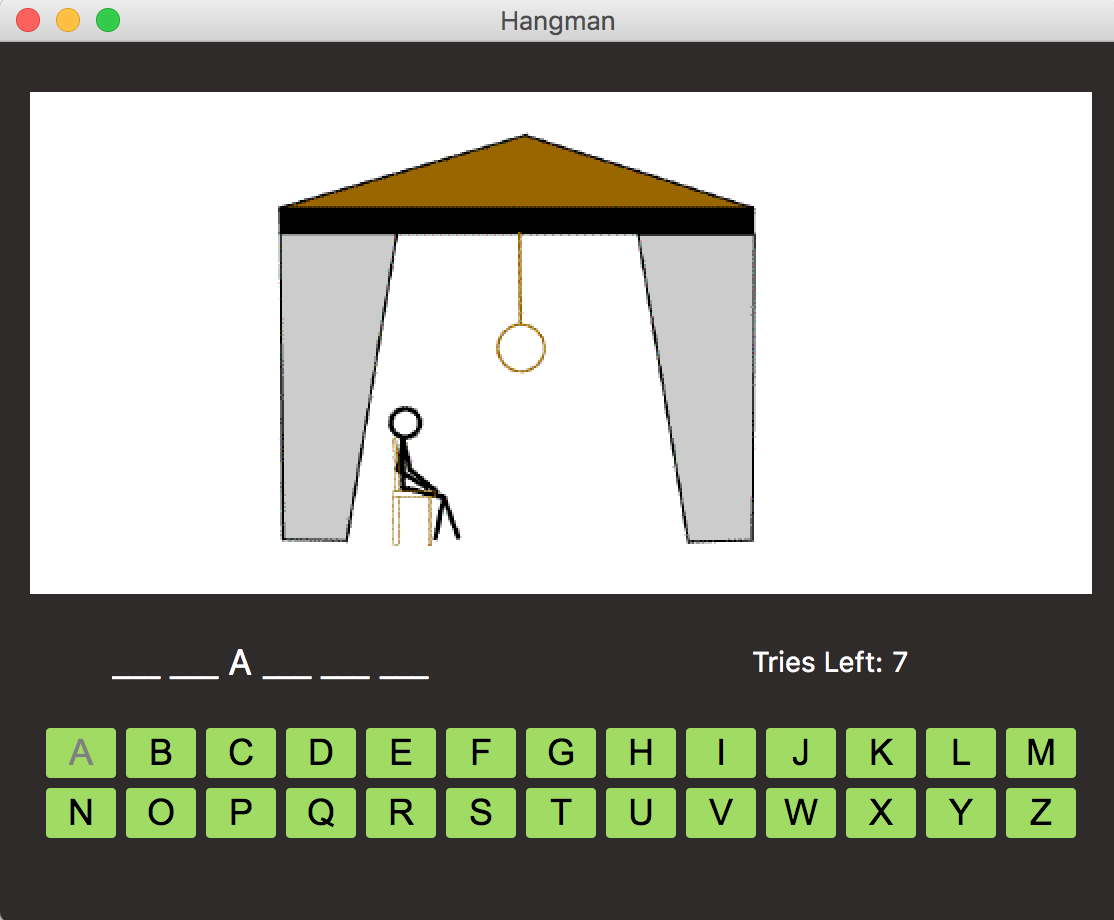 Hangman
___ ___ A ___ ___ ___
Tries Left: 7
A B C D E F G H I J K L M
N O P Q R S T U V W X Y Z